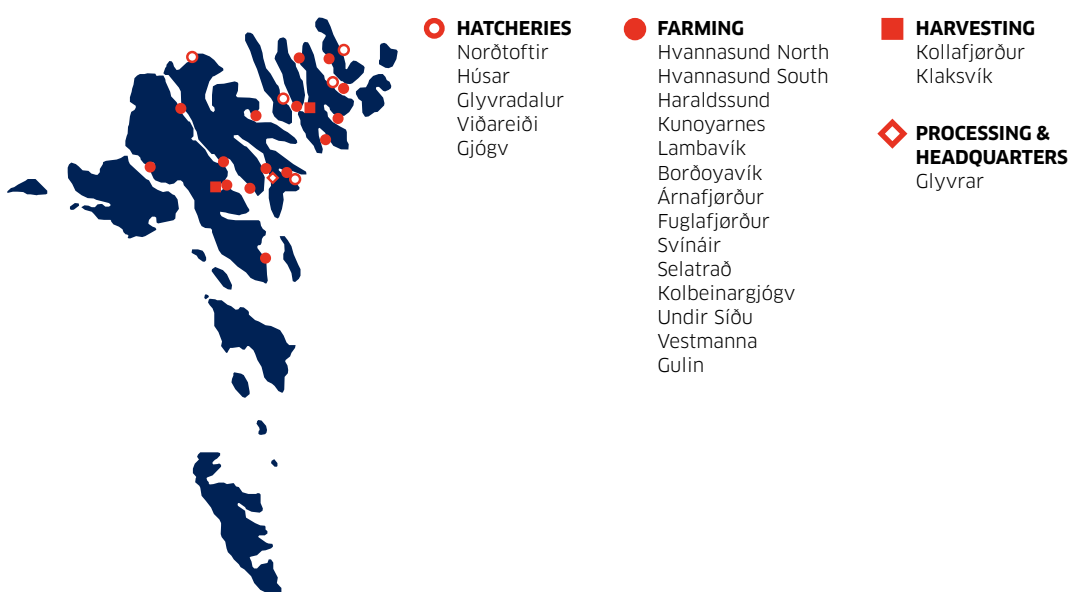 HATCHERIES
Norðtoftir
Húsar
Glyvradalur
Viðareiði
Gjógv
FARMING
Hvannasund North
Hvannasund South
Haraldssund
Kunoyarnes
Lambavík
Borðoyavík
Árnafjørður
Fuglafjørður
Svínáir
Selatrað
Kolbeinargjógv
Undir Síðu
Vestmanna
Gulin
HARVESTING
Kollafjørður
Klaksvík
PROCESSING &
HEADQUARTERS
Glyvrar